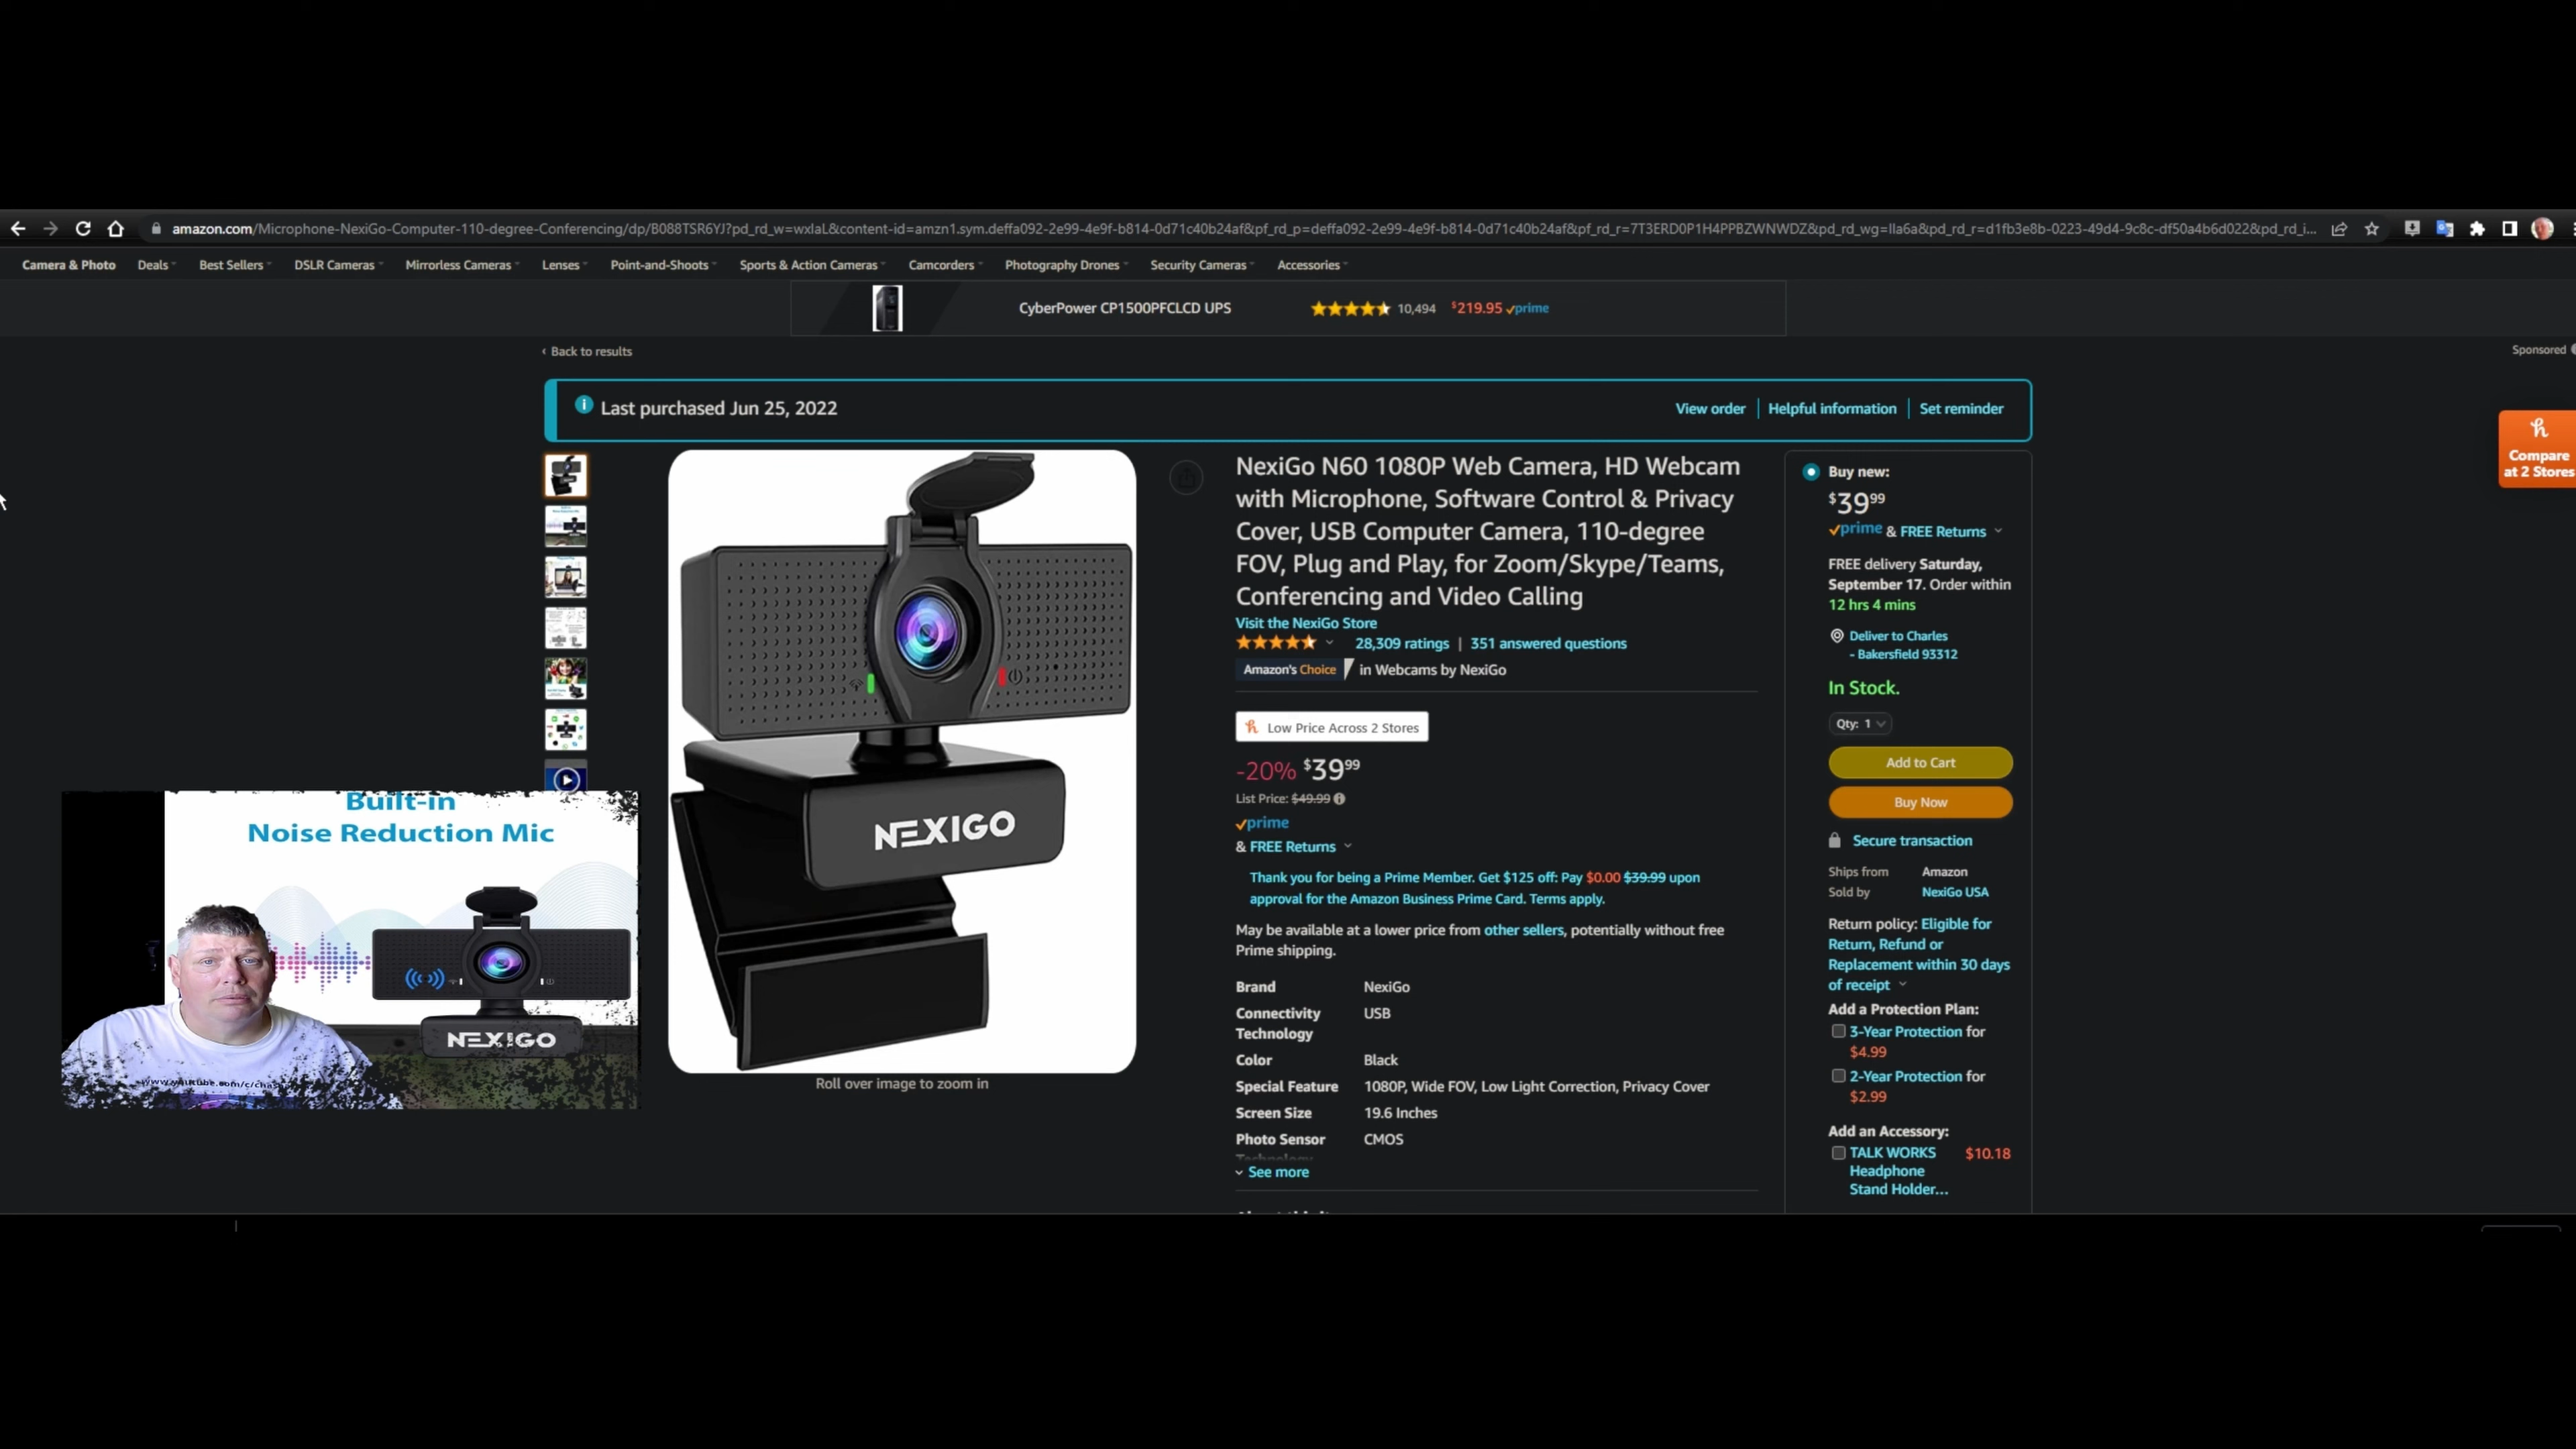 amazon.com/Microphone-NexiGo-Computer-110-degree-Conferencing/dp/B088TSR6YJ?pd_rd_w=wxlaL&content-id=amzn1.sym.deffa092-2e99-4e9f-b814-0d71c40b24af&pf_rd_p=deffa092-2e99-4e9f-b814-0d71c40b24af&pf_rd_r=7T3ERD0P1H4PPBZWNWDZ&pd_rd_wg=lla6a&pd_rd_r=d1fb3e8b-0223-49d4-9c8c-df50a4b6d022&pd_rd_i...
Camera & Photo Deals Best Sellers DSLR Cameras Mirrorless Cameras Lenses Point-and-Shoots Sports & Action Cameras Camcorders Photography Drones Security Cameras Accessories
CyberPower CP1500PFCLCD UPS 10,494 $219.95 prime
‹ Back to results
Sponsored
Last purchased Jun 25, 2022
View order | Helpful information | Set reminder
Compare
at 2 Stores
NexiGo N60 1080P Web Camera, HD Webcam
with Microphone, Software Control & Privacy
Cover, USB Computer Camera, 110-degree
FOV, Plug and Play, for Zoom/Skype/Teams,
Conferencing and Video Calling
Visit the NexiGo Store
28,309 ratings | 351 answered questions
Amazon's Choice in Webcams by NexiGo
Low Price Across 2 Stores
-20% $39.99
List Price: $49.99
prime
& FREE Returns
Thank you for being a Prime Member. Get $125 off: Pay $0.00 $39.99 upon
approval for the Amazon Business Prime Card. Terms apply.
May be available at a lower price from other sellers, potentially without free
Prime shipping.
Brand NexiGo
Connectivity USB
Technology
Color Black
Special Feature 1080P, Wide FOV, Low Light Correction, Privacy Cover
Screen Size 19.6 Inches
Photo Sensor CMOS
Technology
See more
NEXIGO
Roll over image to zoom in
Built-in
Noise Reduction Mic
NEXIGO
www.youtube.com/c/chas
Buy new:
$39.99
prime & FREE Returns
FREE delivery Saturday,
September 17. Order within
12 hrs 4 mins
Deliver to Charles
- Bakersfield 93312
In Stock.
Qty: 1
Add to Cart
Buy Now
Secure transaction
Ships from Amazon
Sold by NexiGo USA
Return policy: Eligible for
Return, Refund or
Replacement within 30 days
of receipt
Add a Protection Plan:
3-Year Protection for
$4.99
2-Year Protection for
$2.99
Add an Accessory:
TALK WORKS $10.18
Headphone
Stand Holder...